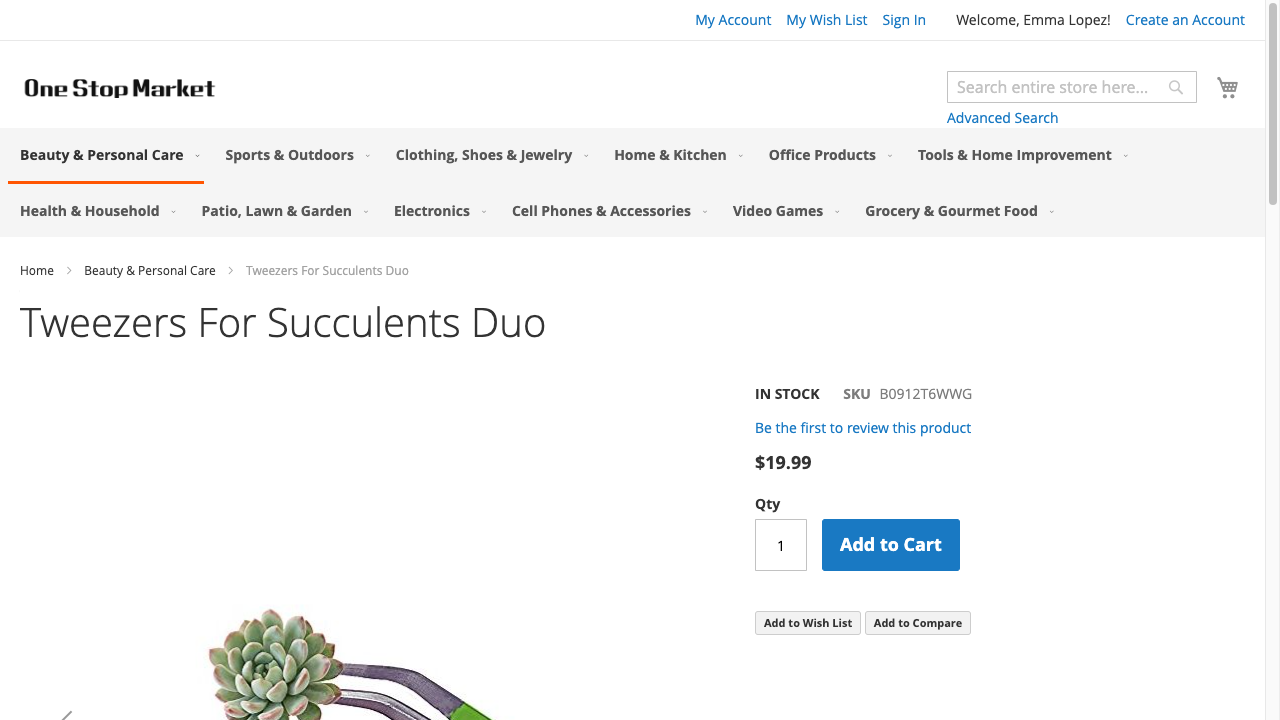 My Account My Wish List Sign In Welcome, Emma Lopez! Create an Account
One Stop Market
Search entire store here...
Advanced Search
Beauty & Personal Care Sports & Outdoors Clothing, Shoes & Jewelry Home & Kitchen Office Products Tools & Home Improvement
Health & Household Patio, Lawn & Garden Electronics Cell Phones & Accessories Video Games Grocery & Gourmet Food
Home Beauty & Personal Care Tweezers For Succulents Duo
Tweezers For Succulents Duo
IN STOCK SKU B0912T6WWG
Be the first to review this product
$19.99
Qty
1 Add to Cart
Add to Wish List Add to Compare